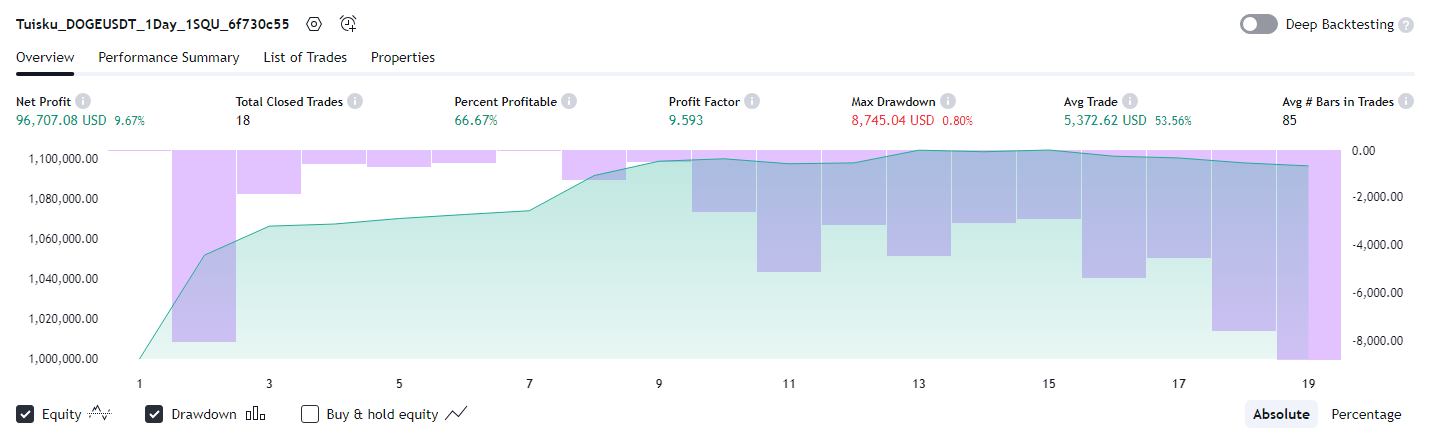 Tuisku_DOGEUSDT_1Day_1SQU_6f730c55 Deep Backtesting ?
Overview Performance Summary List of Trades Properties
Net Profit i Total Closed Trades i Percent Profitable i Profit Factor i Max Drawdown i Avg Trade i Avg # Bars in Trades i
96,707.08 USD 9.67% 18 66.67% 9.593 8,745.04 USD 0.80% 5,372.62 USD 53.56% 85
1,100,000.00 0.00
1,080,000.00 -2,000.00
1,060,000.00 -4,000.00
1,040,000.00 -6,000.00
1,020,000.00 -8,000.00
1,000,000.00
1 3 5 7 9 11 13 15 17 19
Equity Drawdown Buy & hold equity Absolute Percentage